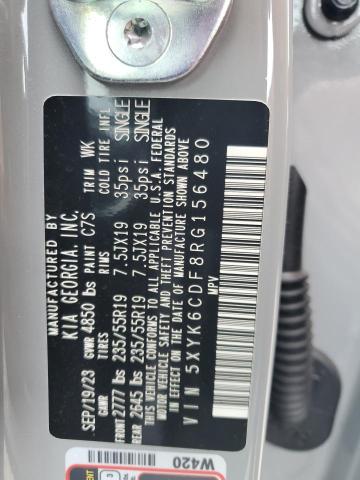 MANUFACTURED BY
KIA GEORGIA, INC.
SEP/19/23 GVWR 4850 lbs PAINT C7S TRIM WK
GAWR TIRES RIMS COLD TIRE INFL
FRONT 2777 lbs 235/55R19 7.5JX19 35psi SINGLE
REAR 2645 lbs 235/55R19 7.5JX19 35psi SINGLE
THIS VEHICLE CONFORMS TO ALL APPLICABLE U.S.A. FEDERAL
MOTOR VEHICLE SAFETY AND THEFT PREVENTION STANDARDS
IN EFFECT ON THE DATE OF MANUFACTURE SHOWN ABOVE.
VIN 5XYK6CDF8RG156480
MPV
W420